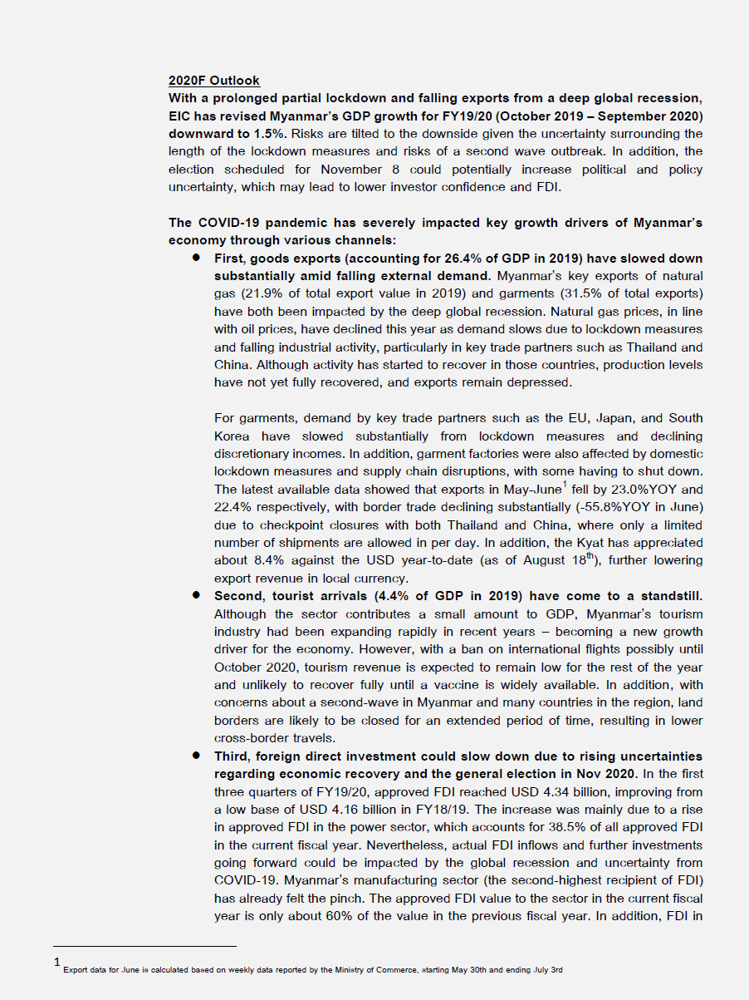 2020F Outlook
With a prolonged partial lockdown and falling exports from a deep global recession,
EIC has revised Myanmar's GDP growth for FY19/20 (October 2019 – September 2020)
downward to 1.5%. Risks are tilted to the downside given the uncertainty surrounding the
length of the lockdown measures and risks of a second wave outbreak. In addition, the
election scheduled for November 8 could potentially increase political and policy
uncertainty, which may lead to lower investor confidence and FDI.
The COVID-19 pandemic has severely impacted key growth drivers of Myanmar's
economy through various channels:
● First, goods exports (accounting for 26.4% of GDP in 2019) have slowed down
substantially amid falling external demand. Myanmar's key exports of natural
gas (21.9% of total export value in 2019) and garments (31.5% of total exports)
have both been impacted by the deep global recession. Natural gas prices, in line
with oil prices, have declined this year as demand slows due to lockdown measures
and falling industrial activity, particularly in key trade partners such as Thailand and
China. Although activity has started to recover in those countries, production levels
have not yet fully recovered, and exports remain depressed.
For garments, demand by key trade partners such as the EU, Japan, and South
Korea have slowed substantially from lockdown measures and declining
discretionary incomes. In addition, garment factories were also affected by domestic
lockdown measures and supply chain disruptions, with some having to shut down.
The latest available data showed that exports in May-June1 fell by 23.0%YOY and
22.4% respectively, with border trade declining substantially (-55.8%YOY in June)
due to checkpoint closures with both Thailand and China, where only a limited
number of shipments are allowed in per day. In addition, the Kyat has appreciated
about 8.4% against the USD year-to-date (as of August 18th), further lowering
export revenue in local currency.
● Second, tourist arrivals (4.4% of GDP in 2019) have come to a standstill.
Although the sector contributes a small amount to GDP, Myanmar's tourism
industry had been expanding rapidly in recent years – becoming a new growth
driver for the economy. However, with a ban on international flights possibly until
October 2020, tourism revenue is expected to remain low for the rest of the year
and unlikely to recover fully until a vaccine is widely available. In addition, with
concerns about a second-wave in Myanmar and many countries in the region, land
borders are likely to be closed for an extended period of time, resulting in lower
cross-border travels.
● Third, foreign direct investment could slow down due to rising uncertainties
regarding economic recovery and the general election in Nov 2020. In the first
three quarters of FY19/20, approved FDI reached USD 4.34 billion, improving from
a low base of USD 4.16 billion in FY18/19. The increase was mainly due to a rise
in approved FDI in the power sector, which accounts for 38.5% of all approved FDI
in the current fiscal year. Nevertheless, actual FDI inflows and further investments
going forward could be impacted by the global recession and uncertainty from
COVID-19. Myanmar's manufacturing sector (the second-highest recipient of FDI)
has already felt the pinch. The approved FDI value to the sector in the current fiscal
year is only about 60% of the value in the previous fiscal year. In addition, FDI in
1 Export data for June is calculated based on weekly data reported by the Ministry of Commerce, starting May 30th and ending July 3rd